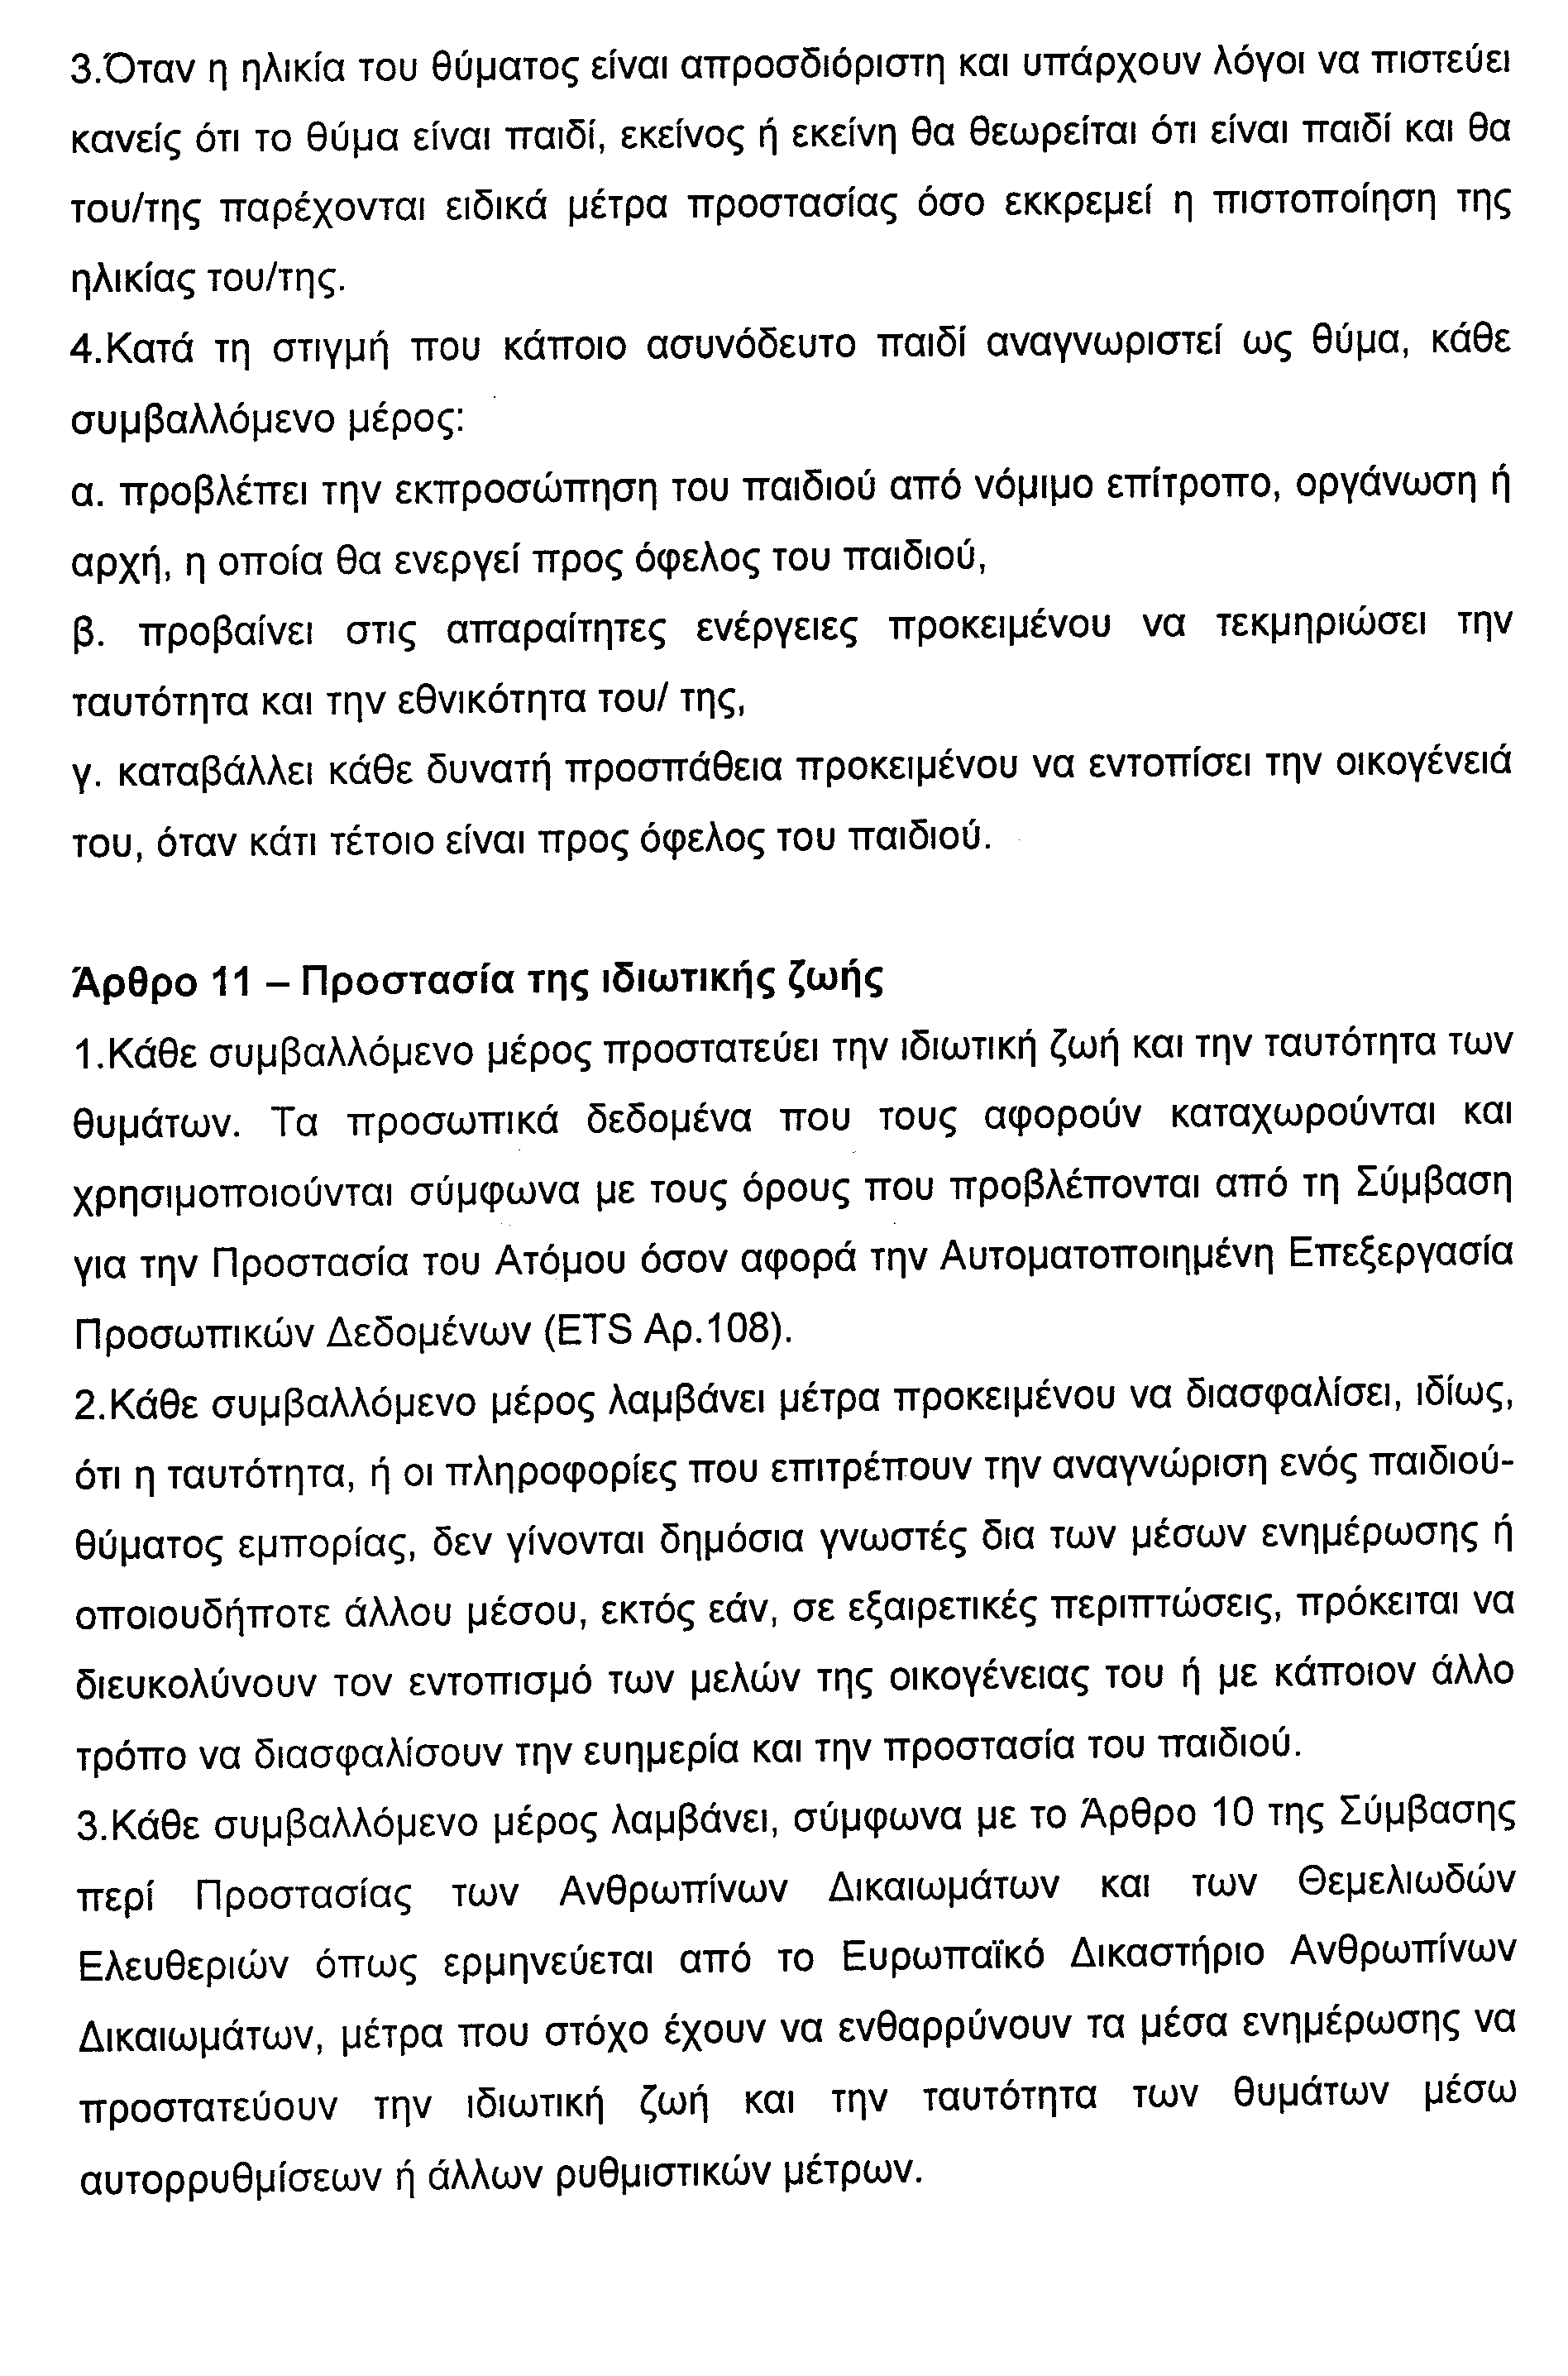 3.Όταν η ηλικία του θύματος είναι απροσδιόριστη και υπάρχουν λόγοι να πιστεύει
κανείς ότι το θύμα είναι παιδί, εκείνος ή εκείνη θα θεωρείται ότι είναι παιδί και θα
του/της παρέχονται ειδικά μέτρα προστασίας όσο εκκρεμεί η πιστοποίηση της
ηλικίας του/της.
4.Κατά τη στιγμή που κάποιο ασυνόδευτο παιδί αναγνωριστεί ως θύμα, κάθε
συμβαλλόμενο μέρος:
α. προβλέπει την εκπροσώπηση του παιδιού από νόμιμο επίτροπο, οργάνωση ή
αρχή, η οποία θα ενεργεί προς όφελος του παιδιού,
β. προβαίνει στις απαραίτητες ενέργειες προκειμένου να τεκμηριώσει την
ταυτότητα και την εθνικότητα του/ της,
γ. καταβάλλει κάθε δυνατή προσπάθεια προκειμένου να εντοπίσει την οικογένειά
του, όταν κάτι τέτοιο είναι προς όφελος του παιδιού.
Άρθρο 11 – Προστασία της ιδιωτικής ζωής
1.Κάθε συμβαλλόμενο μέρος προστατεύει την ιδιωτική ζωή και την ταυτότητα των
θυμάτων. Τα προσωπικά δεδομένα που τους αφορούν καταχωρούνται και
χρησιμοποιούνται σύμφωνα με τους όρους που προβλέπονται από τη Σύμβαση
για την Προστασία του Ατόμου όσον αφορά την Αυτοματοποιημένη Επεξεργασία
Προσωπικών Δεδομένων (ETS Αρ.108).
2.Κάθε συμβαλλόμενο μέρος λαμβάνει μέτρα προκειμένου να διασφαλίσει, ιδίως,
ότι η ταυτότητα, ή οι πληροφορίες που επιτρέπουν την αναγνώριση ενός παιδιού-
θύματος εμπορίας, δεν γίνονται δημόσια γνωστές δια των μέσων ενημέρωσης ή
οποιουδήποτε άλλου μέσου, εκτός εάν, σε εξαιρετικές περιπτώσεις, πρόκειται να
διευκολύνουν τον εντοπισμό των μελών της οικογένειας του ή με κάποιον άλλο
τρόπο να διασφαλίσουν την ευημερία και την προστασία του παιδιού.
3.Κάθε συμβαλλόμενο μέρος λαμβάνει, σύμφωνα με το Άρθρο 10 της Σύμβασης
περί Προστασίας των Ανθρωπίνων Δικαιωμάτων και των Θεμελιωδών
Ελευθεριών όπως ερμηνεύεται από το Ευρωπαϊκό Δικαστήριο Ανθρωπίνων
Δικαιωμάτων, μέτρα που στόχο έχουν να ενθαρρύνουν τα μέσα ενημέρωσης να
προστατεύουν την ιδιωτική ζωή και την ταυτότητα των θυμάτων μέσω
αυτορρυθμίσεων ή άλλων ρυθμιστικών μέτρων.